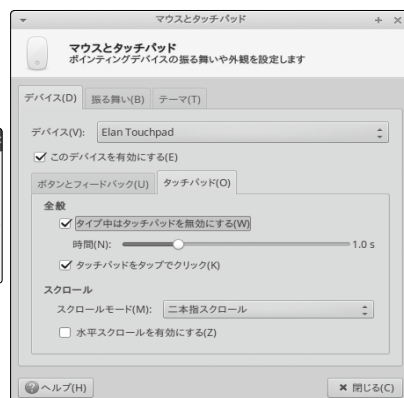 マウスとタッチパッド
マウスとタッチパッド
ポインティングデバイスの振る舞いや外観を設定します
デバイス(D) 振る舞い(B) テーマ(T)
デバイス(V): Elan Touchpad
このデバイスを有効にする(E)
ボタンとフィードバック(U) タッチパッド(O)
全般
タイプ中はタッチパッドを無効にする(W)
時間(N): 1.0 s
タッチパッドをタップでクリック(K)
スクロール
スクロールモード(M): 二本指スクロール
水平スクロールを有効にする(Z)
ヘルプ(H) 閉じる(C)